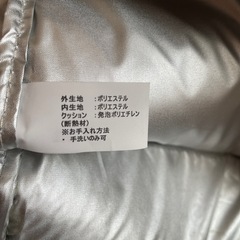 外生地 :ポリエステル
内生地 :ポリエステル
クッション :発泡ポリエチレン
(断熱材)
※お手入れ方法
・手洗いのみ可